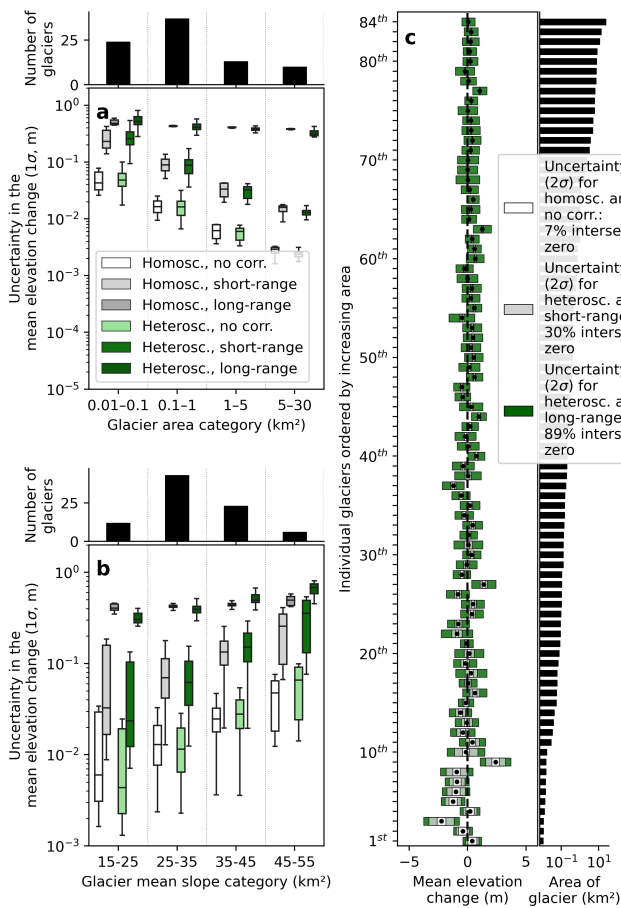 Number of
glaciers
25
0
a
10⁰
10⁻¹
10⁻²
10⁻³
10⁻⁴
10⁻⁵
Uncertainty in the
mean elevation change (1σ, m)
Homosc., no corr.
Homosc., short-range
Homosc., long-range
Heterosc., no corr.
Heterosc., short-range
Heterosc., long-range
0.01–0.1 0.1–1 1–5 5–30
Glacier area category (km²)
Number of
glaciers
25
0
b
10⁰
10⁻¹
10⁻²
10⁻³
Uncertainty in the
mean elevation change (1σ, m)
15-25 25-35 35-45 45-55
Glacier mean slope category (km²)
c
Individual glaciers ordered by increasing area
84ᵗʰ
80ᵗʰ
70ᵗʰ
60ᵗʰ
50ᵗʰ
40ᵗʰ
30ᵗʰ
20ᵗʰ
10ᵗʰ
1ˢᵗ
Uncertainty
(2σ) for
homosc. a
no corr.:
7% interse
zero
Uncertainty
(2σ) for
heterosc. a
short-rang
30% inters
zero
Uncertainty
(2σ) for
heterosc. a
long-range
89% inters
zero
−5 0 5
Mean elevation
change (m)
10⁻¹ 10¹
Area of
glacier (km²)